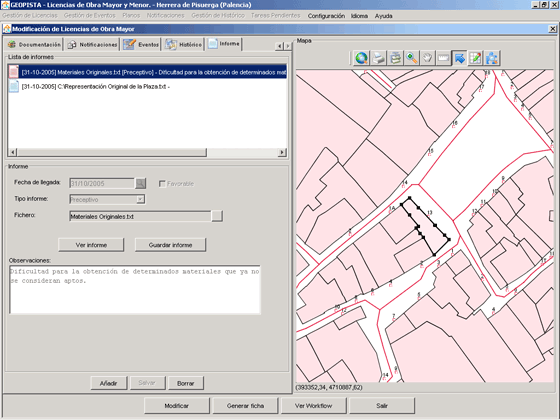 GEOPISTA - Licencias de Obra Mayor y Menor. - Herrera de Pisuerga (Palencia)
Gestión de Licencias Gestión de Eventos Planos Históricos Gestión de Histórico Tareas Pendientes Configuración Idioma Ayuda
Modificación de Licencias de Obra Mayor
Documentación Notificaciones Eventos Histórico Informe
Lista de informes
[31-10-2005] Materiales Originales.txt [Preceptivo] - Dificultad para la obtención de determinados mat
[31-10-2005] C:\Representación Original de la Plaza.txt -
Informe
Fecha de llegada: 31/10/2005 Favorable
Tipo informe: Preceptivo
Fichero: Materiales Originales.txt
Ver informe Guardar informe
Observaciones:
Dificultad para la obtención de determinados materiales que ya no
se consideran aptos.
Añadir Salvar Borrar
Mapa
(393352,34, 4710887,62)
Modificar Generar ficha Ver Workflow Salir